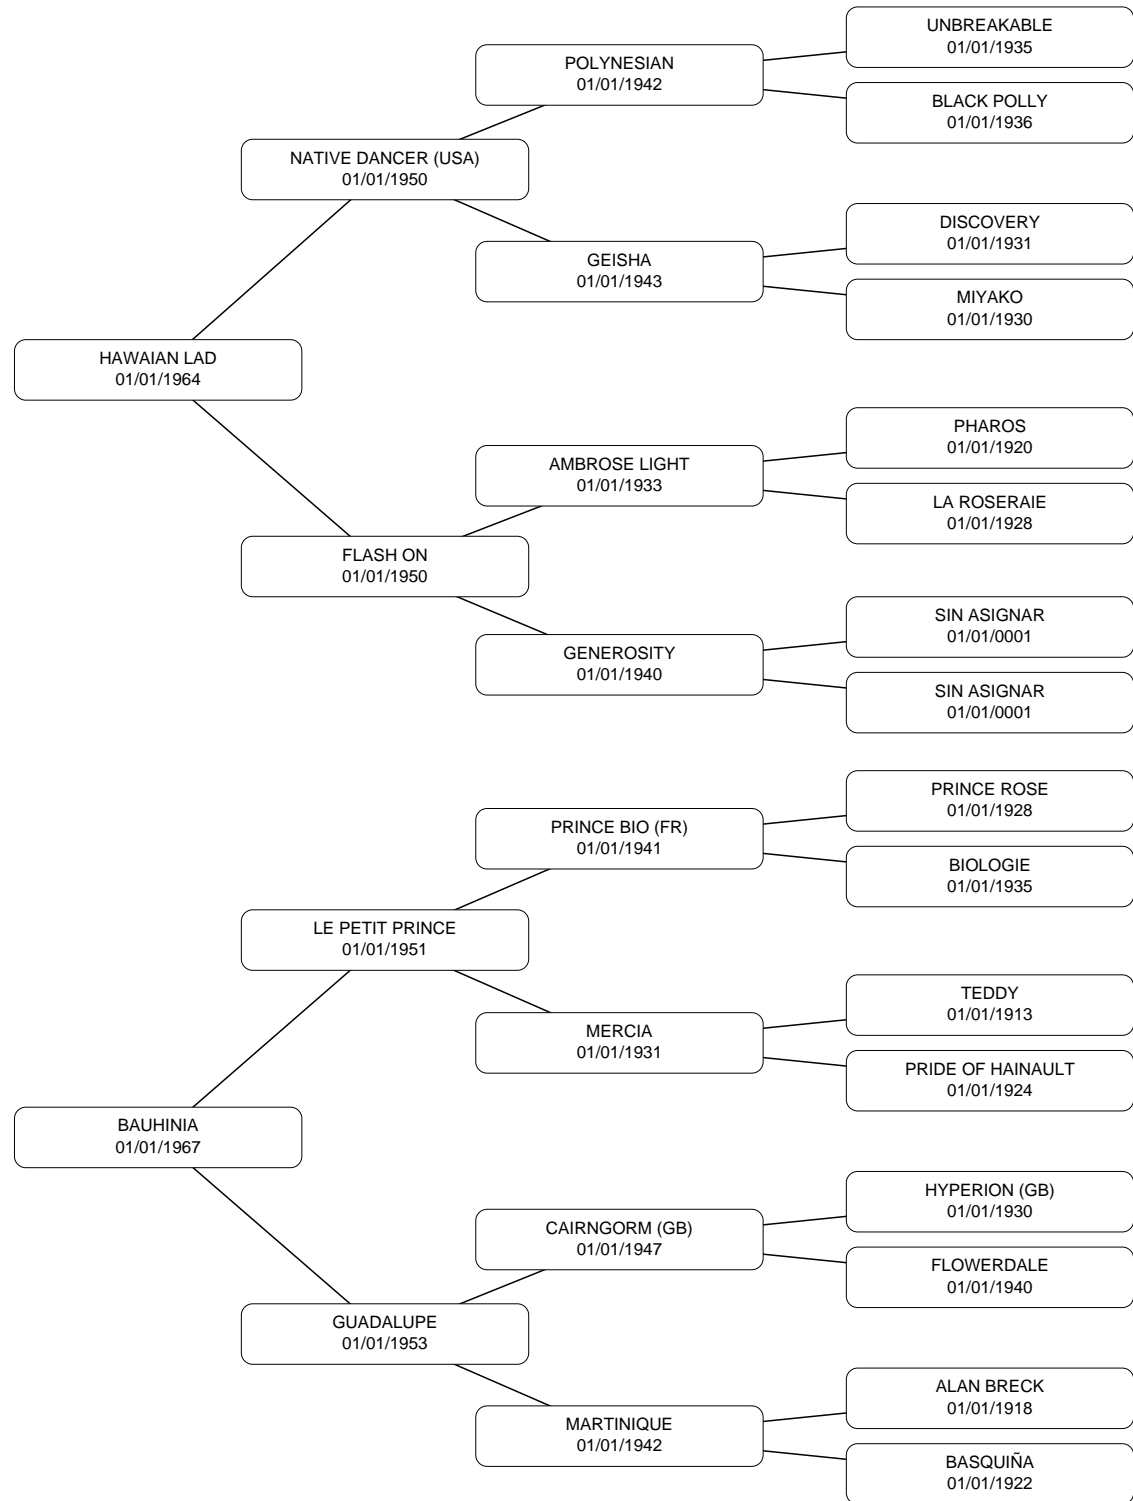 UNBREAKABLE
01/01/1935
POLYNESIAN
01/01/1942
BLACK POLLY
01/01/1936
NATIVE DANCER (USA)
01/01/1950
DISCOVERY
01/01/1931
GEISHA
01/01/1943
MIYAKO
01/01/1930
HAWAIAN LAD
01/01/1964
PHAROS
01/01/1920
AMBROSE LIGHT
01/01/1933
LA ROSERAIE
01/01/1928
FLASH ON
01/01/1950
SIN ASIGNAR
01/01/0001
GENEROSITY
01/01/1940
SIN ASIGNAR
01/01/0001
PRINCE ROSE
01/01/1928
PRINCE BIO (FR)
01/01/1941
BIOLOGIE
01/01/1935
LE PETIT PRINCE
01/01/1951
TEDDY
01/01/1913
MERCIA
01/01/1931
PRIDE OF HAINAULT
01/01/1924
BAUHINIA
01/01/1967
HYPERION (GB)
01/01/1930
CAIRNGORM (GB)
01/01/1947
FLOWERDALE
01/01/1940
GUADALUPE
01/01/1953
ALAN BRECK
01/01/1918
MARTINIQUE
01/01/1942
BASQUIÑA
01/01/1922